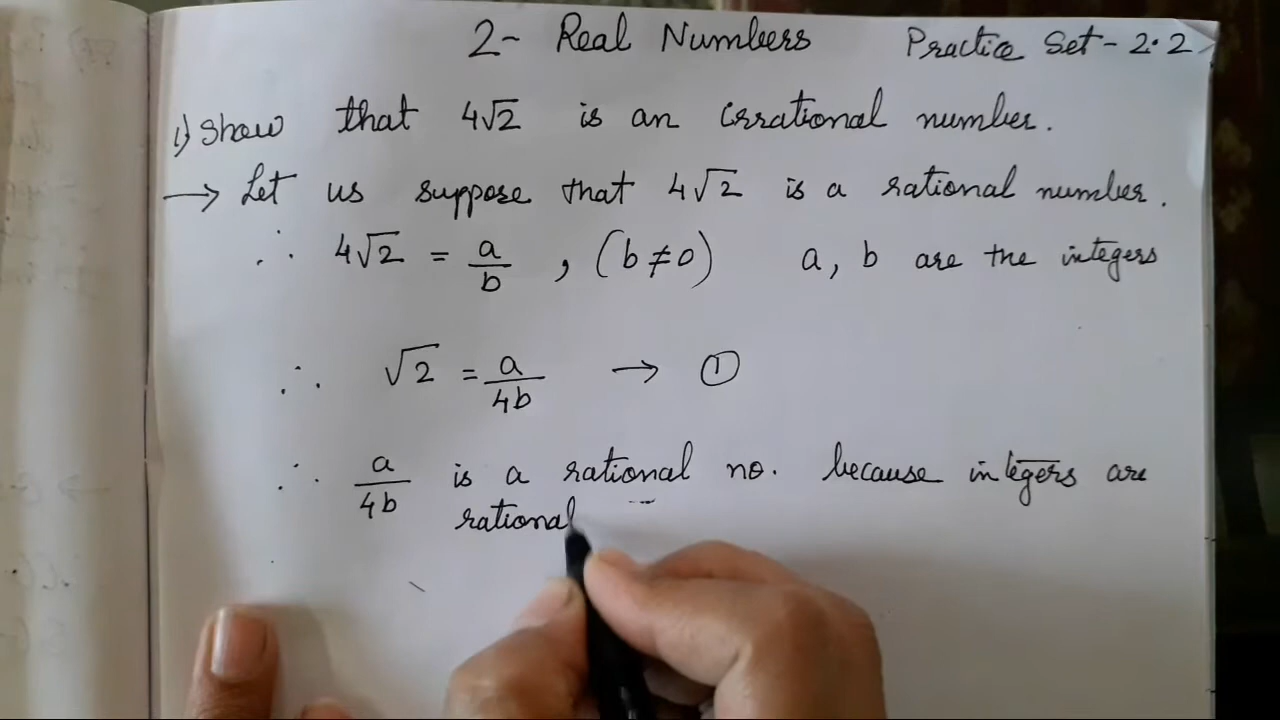 2- Real Numbers Practice Set - 2.2
1) Show that 4√2 is an irrational number.
→ Let us suppose that 4√2 is a rational number.
∴ 4√2 = a/b , (b ≠ 0) a, b are the integers
∴ √2 = a/4b → ①
∴ a/4b is a rational no. because integers are
rational